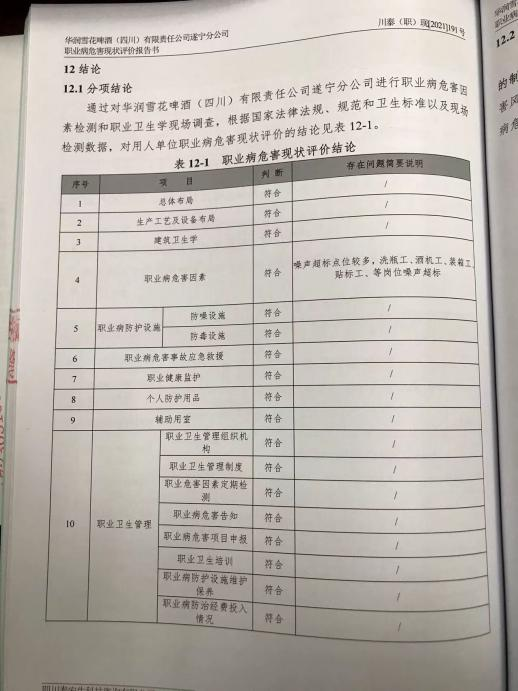 华润雪花啤酒（四川）有限责任公司遂宁分公司
川泰（职）现[2021]191号
职业病危害现状评价报告书
12 结论
12.1 分项结论
通过对华润雪花啤酒（四川）有限责任公司遂宁分公司进行职业病危害因
素检测和职业卫生学现场调查，根据国家法律法规、规范和卫生标准以及现场
检测数据，对用人单位职业病危害现状评价的结论见表 12-1。
表 12-1 职业病危害现状评价结论
序号 项 目 判 断 存在问题简要说明
1 总体布局 符合 /
2 生产工艺及设备布局 符合 /
3 建筑卫生学 符合 /
4 职业病危害因素 符合 噪声超标点位较多，洗瓶工、酒机工、装箱工、
贴标工、等岗位噪声超标
5 职业病防护设施 防噪设施 符合 /
防毒设施 符合 /
6 职业病危害事故应急救援 符合 /
7 职业健康监护 符合 /
8 个人防护用品 符合 /
9 辅助用室 符合 /
10 职业卫生管理 职业卫生管理组织机
构 符合 /
职业卫生管理制度 符合 /
职业危害因素定期检
测 符合 /
职业病危害告知 符合 /
职业病危害项目申报 符合 /
职业卫生培训 符合 /
职业病防护设施维护
保养 符合 /
职业病防治经费投入
情况 符合 /
12.2
的制
害风
病危